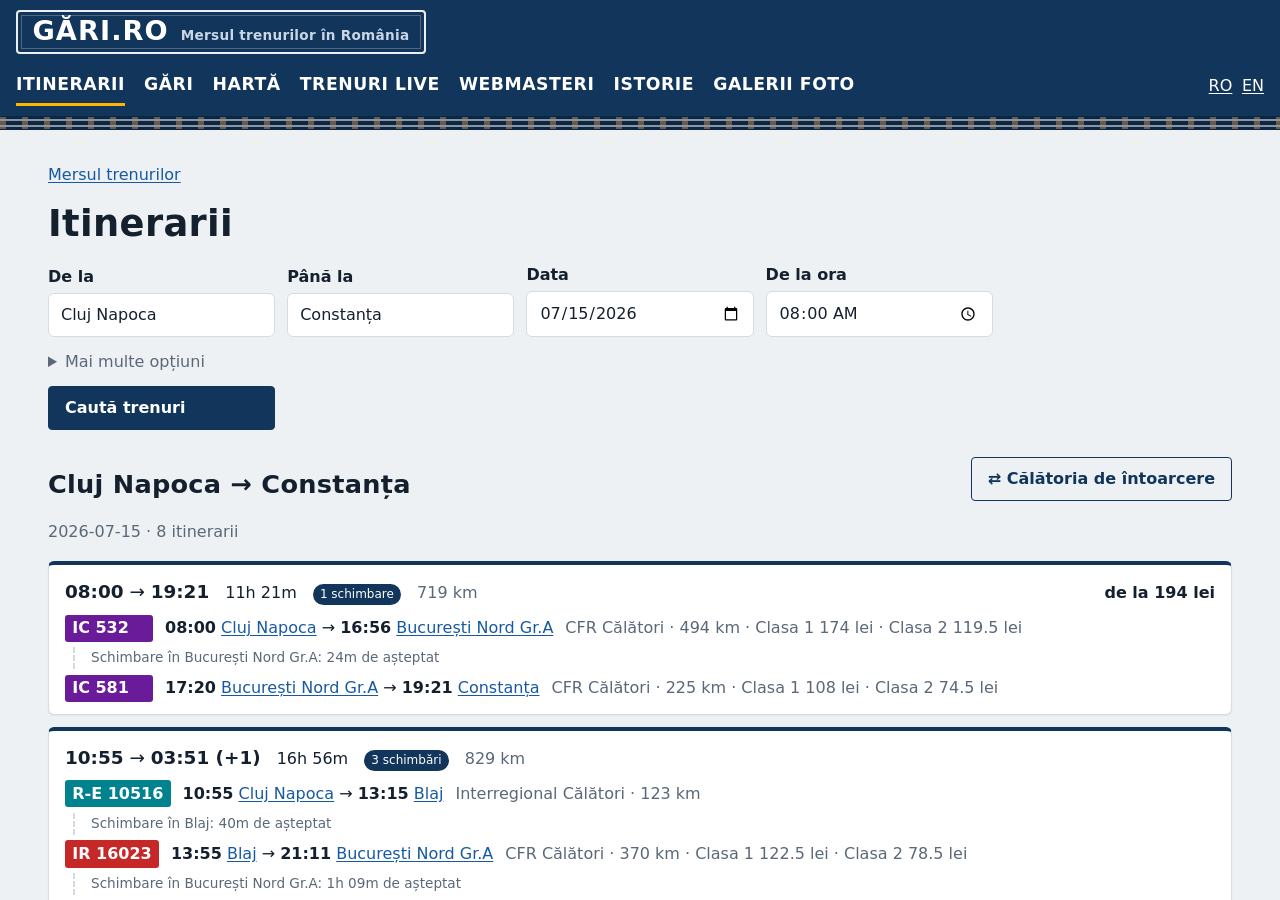 GĂRI.RO Mersul trenurilor în România
ITINERARII GĂRI HARTĂ TRENURI LIVE WEBMASTERI ISTORIE GALERII FOTO RO EN
Mersul trenurilor
Itinerarii
De la Până la Data De la ora
Cluj Napoca Constanța 07/15/2026 08:00 AM
▶ Mai multe opțiuni
Caută trenuri
Cluj Napoca → Constanța ⇄ Călătoria de întoarcere
2026-07-15 · 8 itinerarii
08:00 → 19:21 11h 21m 1 schimbare 719 km de la 194 lei
IC 532 08:00 Cluj Napoca → 16:56 București Nord Gr.A CFR Călători · 494 km · Clasa 1 174 lei · Clasa 2 119.5 lei
Schimbare în București Nord Gr.A: 24m de așteptat
IC 581 17:20 București Nord Gr.A → 19:21 Constanța CFR Călători · 225 km · Clasa 1 108 lei · Clasa 2 74.5 lei
10:55 → 03:51 (+1) 16h 56m 3 schimbări 829 km
R-E 10516 10:55 Cluj Napoca → 13:15 Blaj Interregional Călători · 123 km
Schimbare în Blaj: 40m de așteptat
IR 16023 13:55 Blaj → 21:11 București Nord Gr.A CFR Călători · 370 km · Clasa 1 122.5 lei · Clasa 2 78.5 lei
Schimbare în București Nord Gr.A: 1h 09m de așteptat